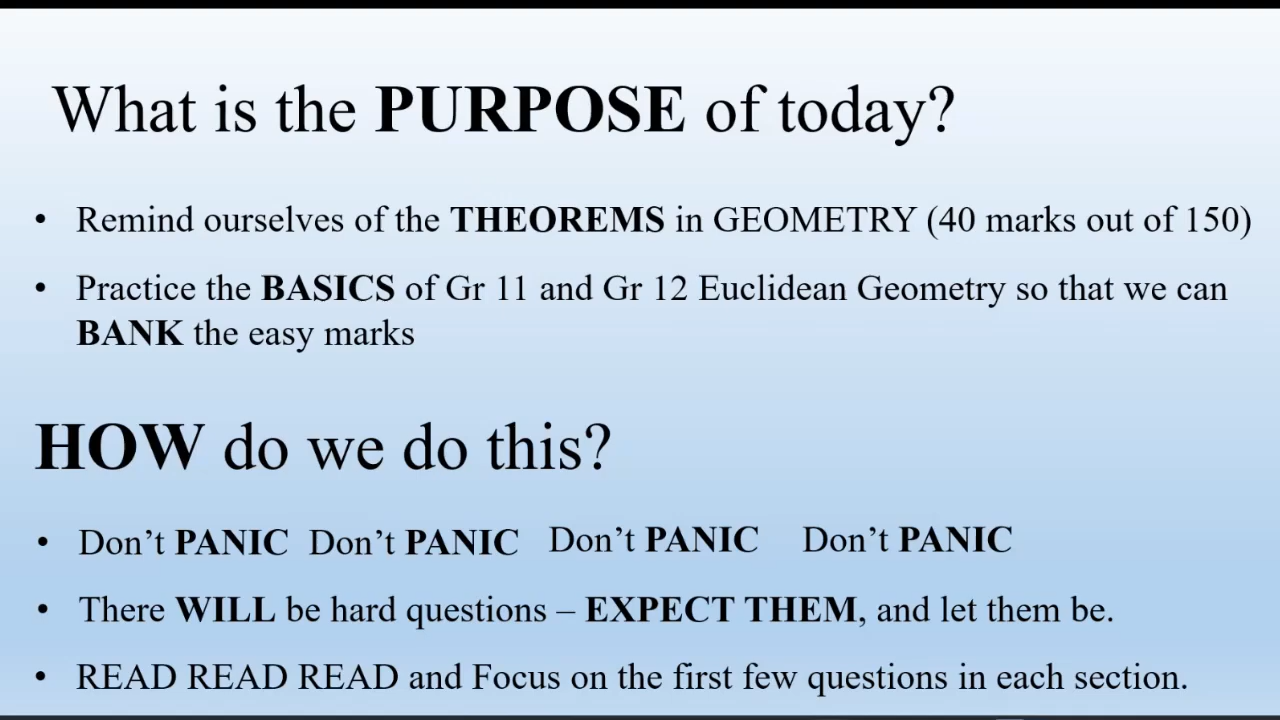 What is the PURPOSE of today?
• Remind ourselves of the THEOREMS in GEOMETRY (40 marks out of 150)
• Practice the BASICS of Gr 11 and Gr 12 Euclidean Geometry so that we can
BANK the easy marks
HOW do we do this?
• Don’t PANIC Don’t PANIC Don’t PANIC Don’t PANIC
• There WILL be hard questions – EXPECT THEM, and let them be.
• READ READ READ and Focus on the first few questions in each section.